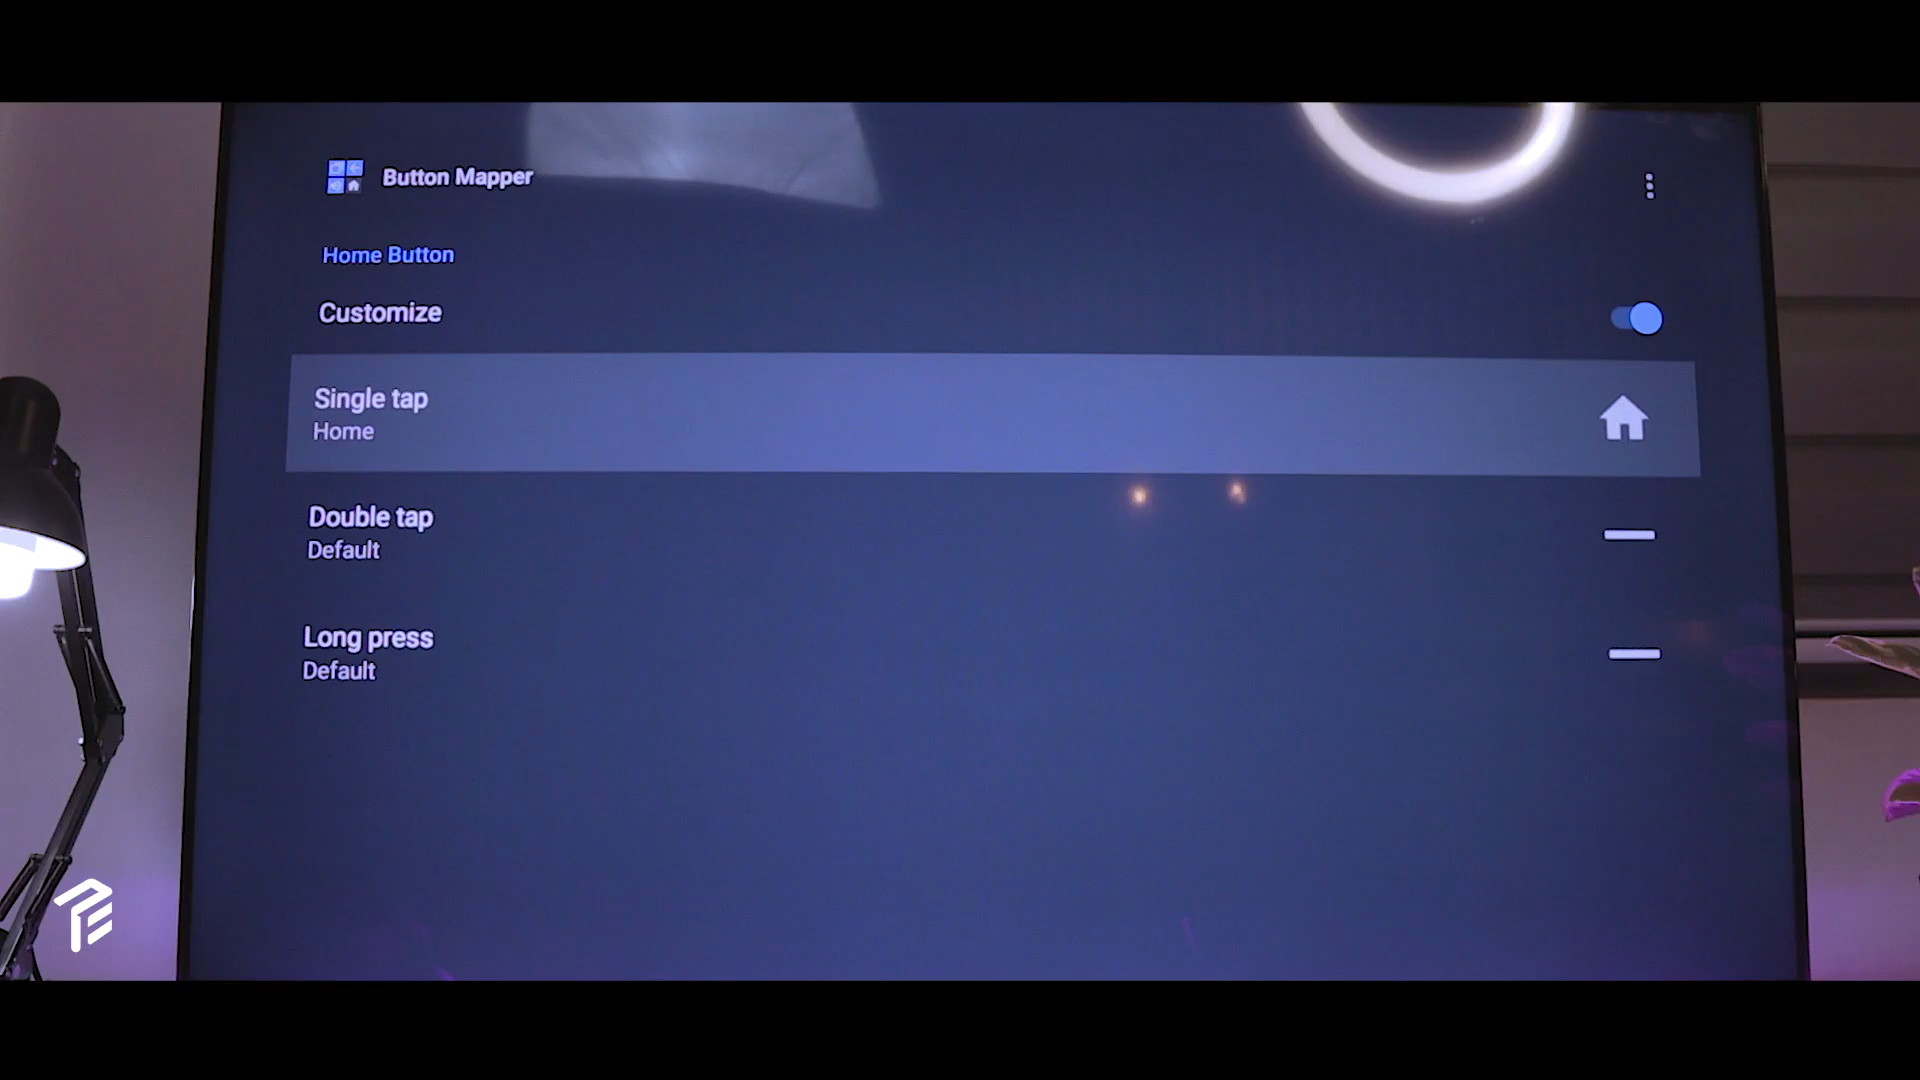 Button Mapper
Home Button
Customize
Single tap
Home
Double tap
Default
Long press
Default